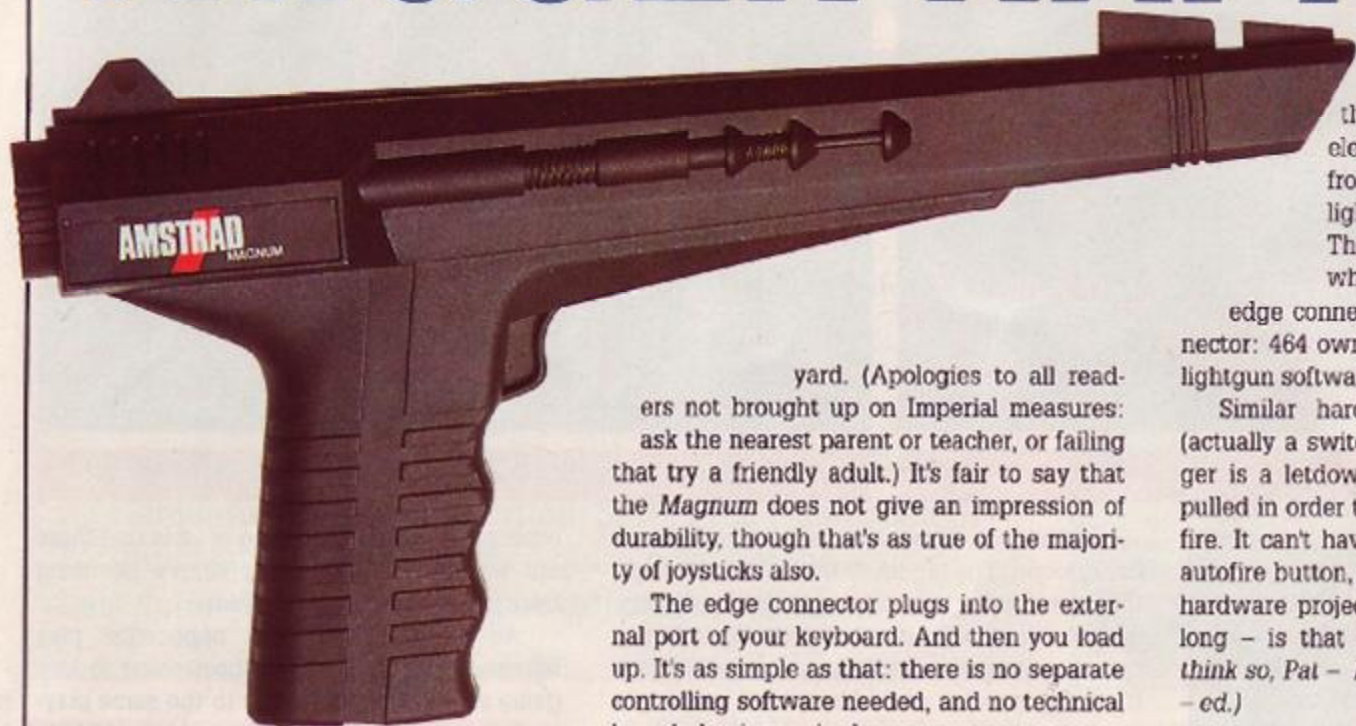 AMSTRAD
MAGNUM
yard. (Apologies to all read-
ers not brought up on Imperial measures:
ask the nearest parent or teacher, or failing
that try a friendly adult.) It's fair to say that
the Magnum does not give an impression of
durability, though that's as true of the majori-
ty of joysticks also.
The edge connector plugs into the exter-
nal port of your keyboard. And then you load
up. It's as simple as that: there is no separate
controlling software needed, and no technical
edge conne
nector: 464 own
lightgun softwa
Similar hard
(actually a switc
ger is a letdow
pulled in order t
fire. It can't hav
autofire button,
hardware projec
long – is that
think so, Pat –
– ed.)